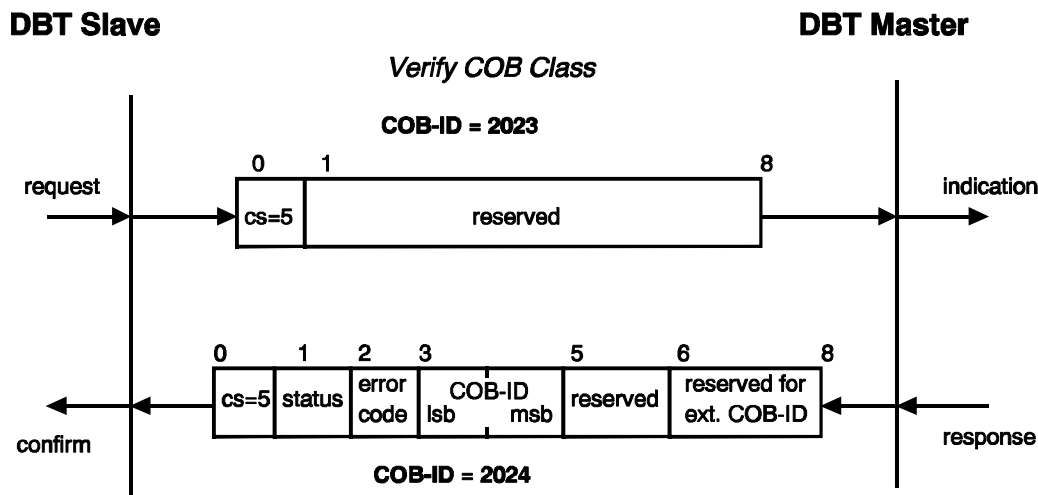 DBT Slave
DBT Master
Verify COB Class
COB-ID = 2023
0 1 8
request
indication
cs=5 reserved
0 1 2 3 5 6 8
cs=5 status error code COB-ID lsb msb reserved reserved for ext. COB-ID
confirm
response
COB-ID = 2024